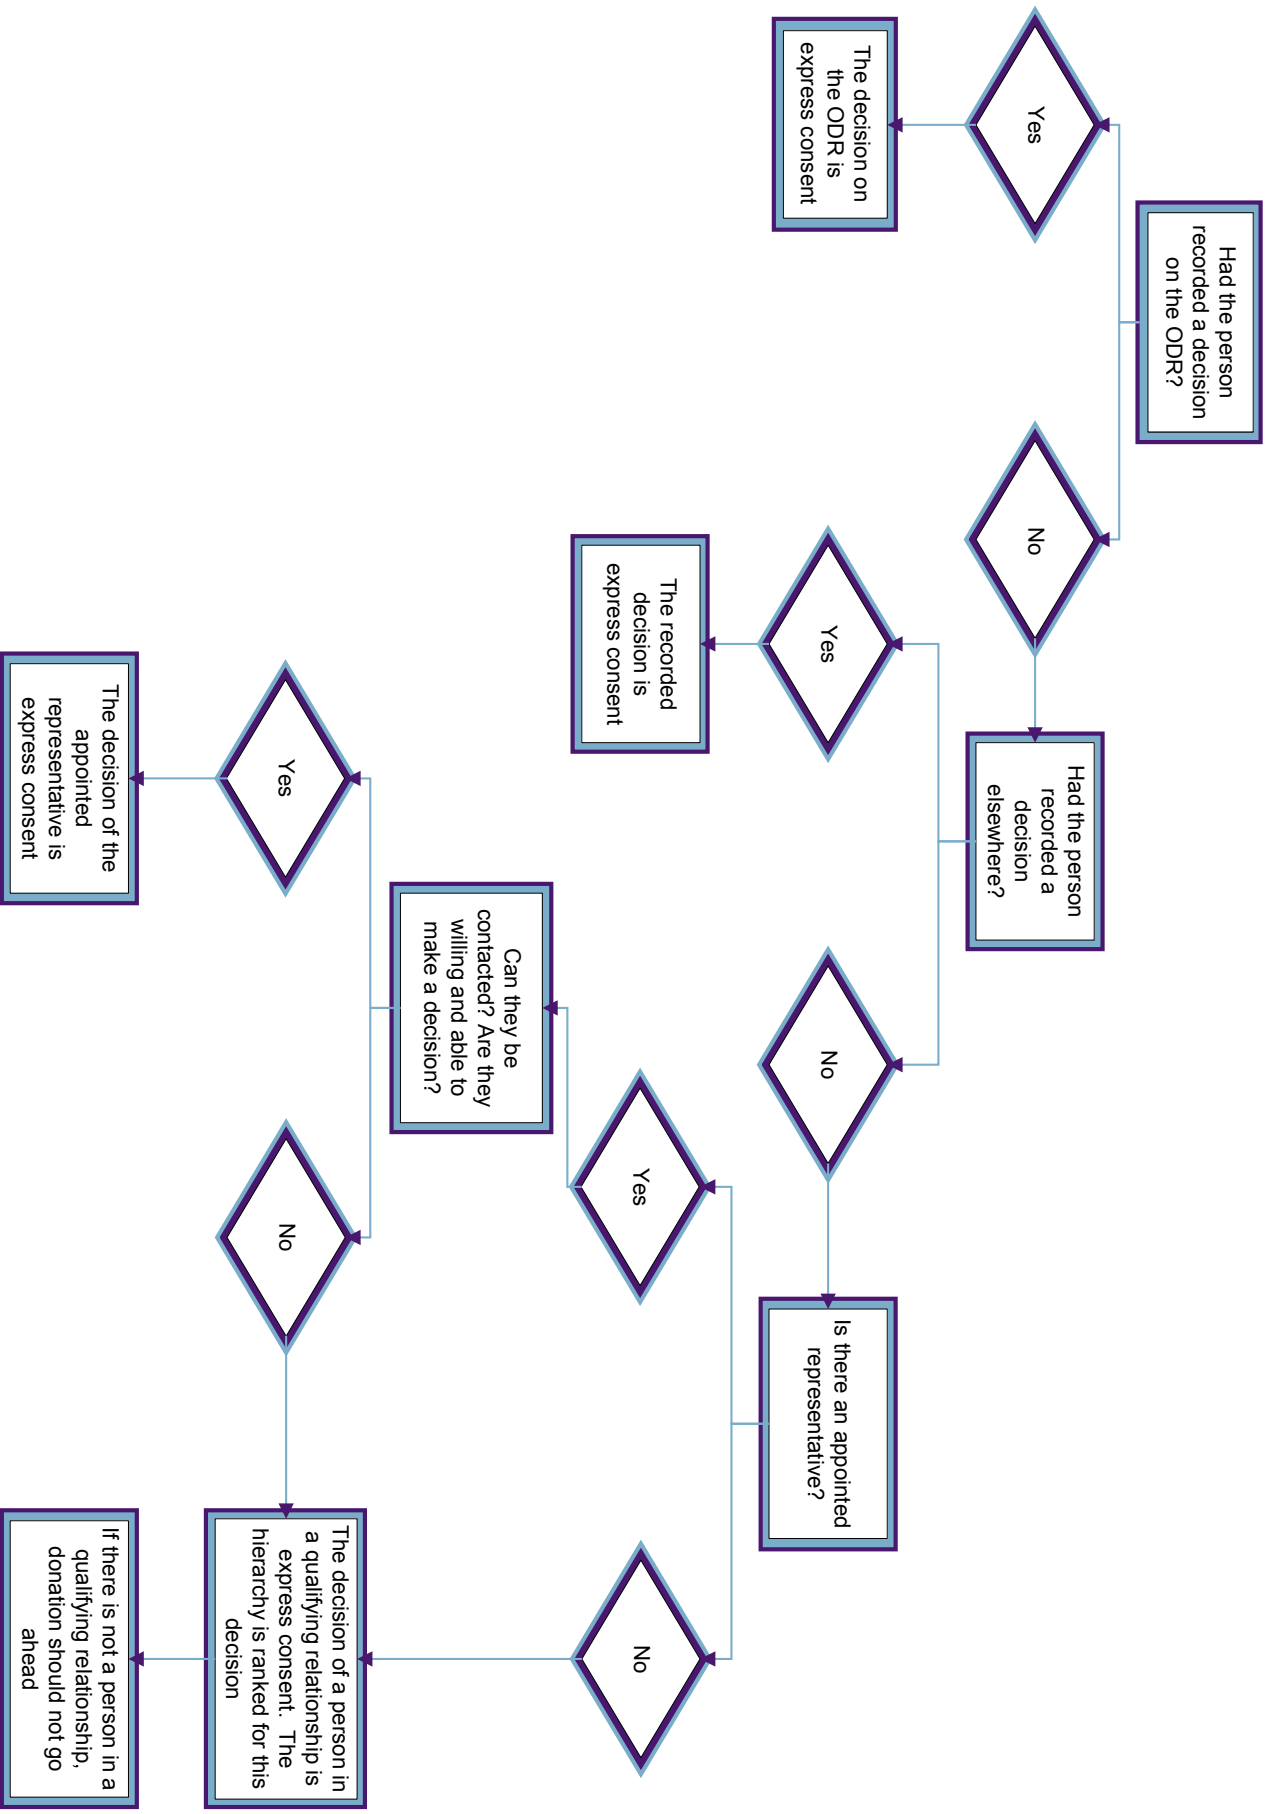 Had the person
recorded a decision
on the ODR?
Yes
No
The decision on
the ODR is
express consent
Had the person
recorded a
decision
elsewhere?
Yes
No
The recorded
decision is
express consent
Is there an appointed
representative?
Yes
No
Can they be
contacted? Are they
willing and able to
make a decision?
Yes
No
The decision of the
appointed
representative is
express consent
The decision of a person in
a qualifying relationship is
express consent. The
hierarchy is ranked for this
decision
If there is not a person in a
qualifying relationship,
donation should not go
ahead